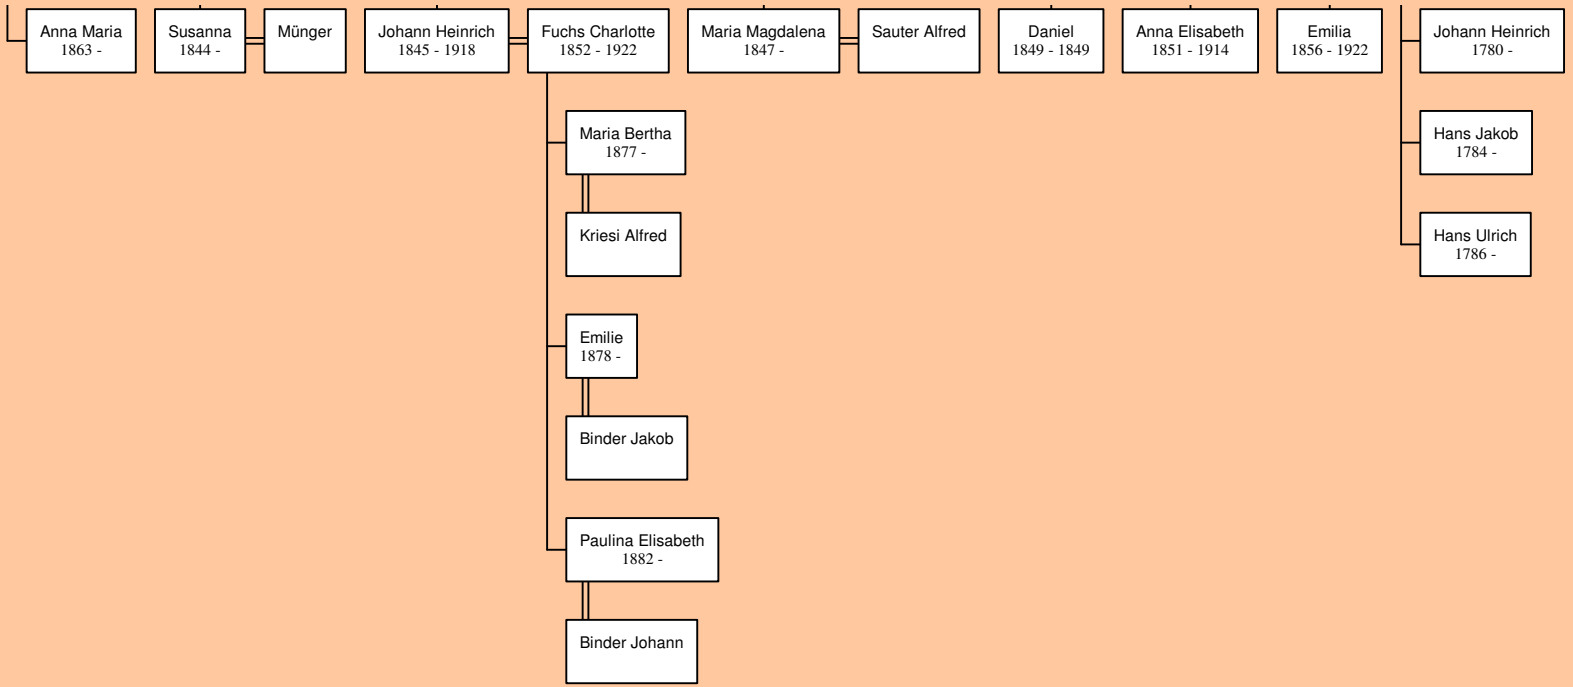 Anna Maria
1863 -
Susanna
1844 -
Münger
Johann Heinrich
1845 - 1918
Fuchs Charlotte
1852 - 1922
Maria Magdalena
1847 -
Sauter Alfred
Daniel
1849 - 1849
Anna Elisabeth
1851 - 1914
Emilia
1856 - 1922
Johann Heinrich
1780 -
Maria Bertha
1877 -
Hans Jakob
1784 -
Kriesi Alfred
Hans Ulrich
1786 -
Emilie
1878 -
Binder Jakob
Paulina Elisabeth
1882 -
Binder Johann